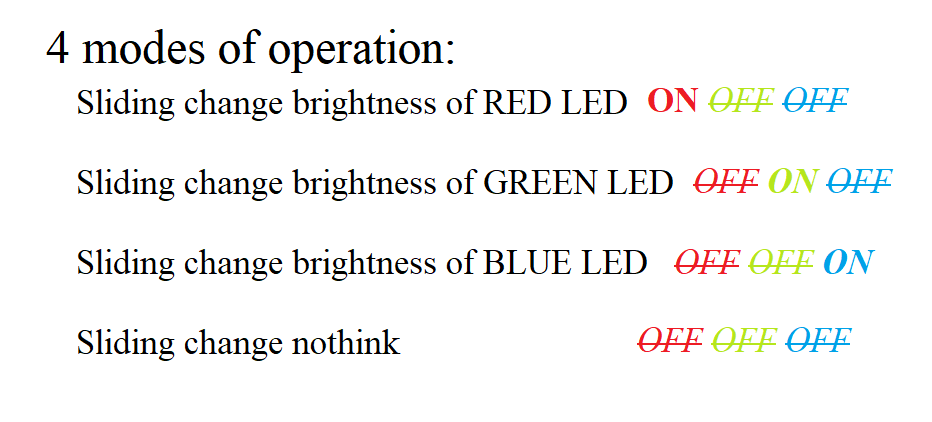 4 modes of operation:
Sliding change brightness of RED LED ON OFF OFF
Sliding change brightness of GREEN LED OFF ON OFF
Sliding change brightness of BLUE LED OFF OFF ON
Sliding change nothink OFF OFF OFF